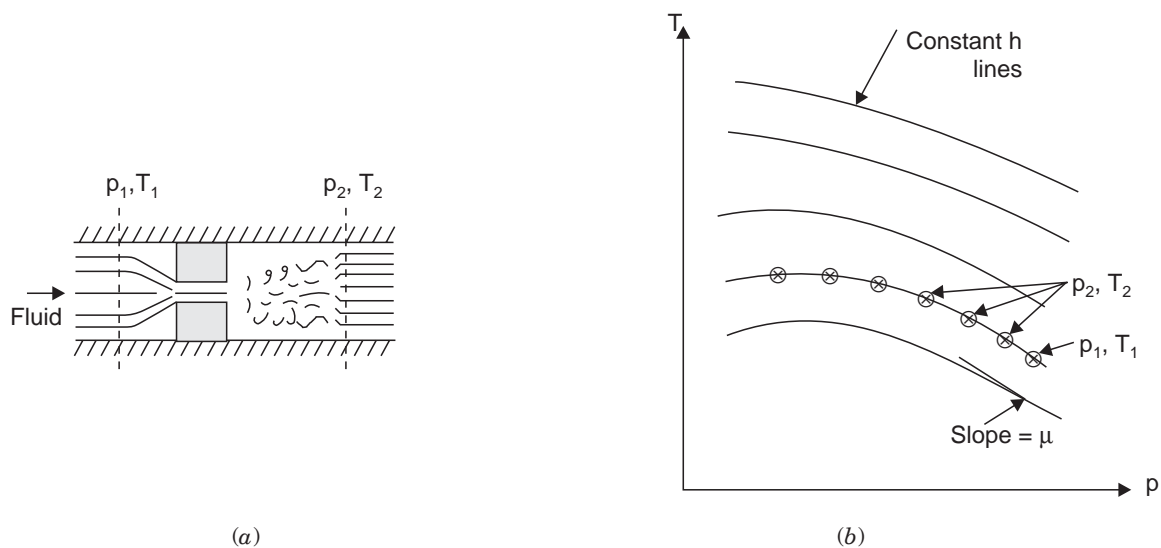 p₁,T₁
p₂, T₂
Fluid
(a)
T
Constant h
lines
p₂, T₂
p₁, T₁
Slope = μ
p
(b)